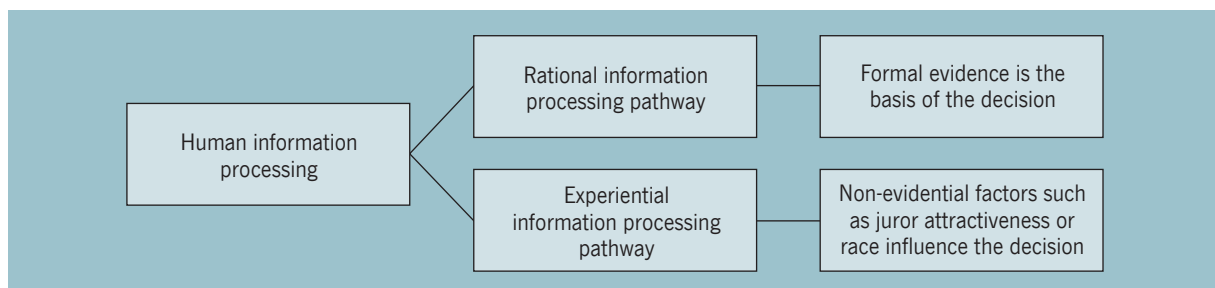 Human information
processing
Rational information
processing pathway
Formal evidence is the
basis of the decision
Experiential
information processing
pathway
Non-evidential factors such
as juror attractiveness or
race influence the decision